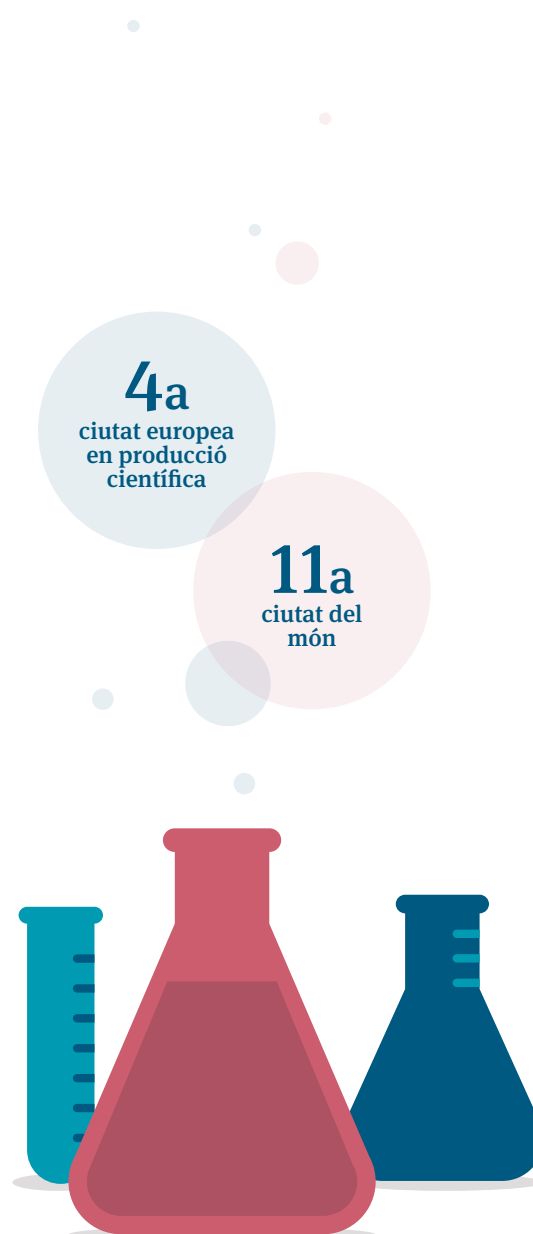 4a
ciutat europea
en producció
científica
11a
ciutat del
món